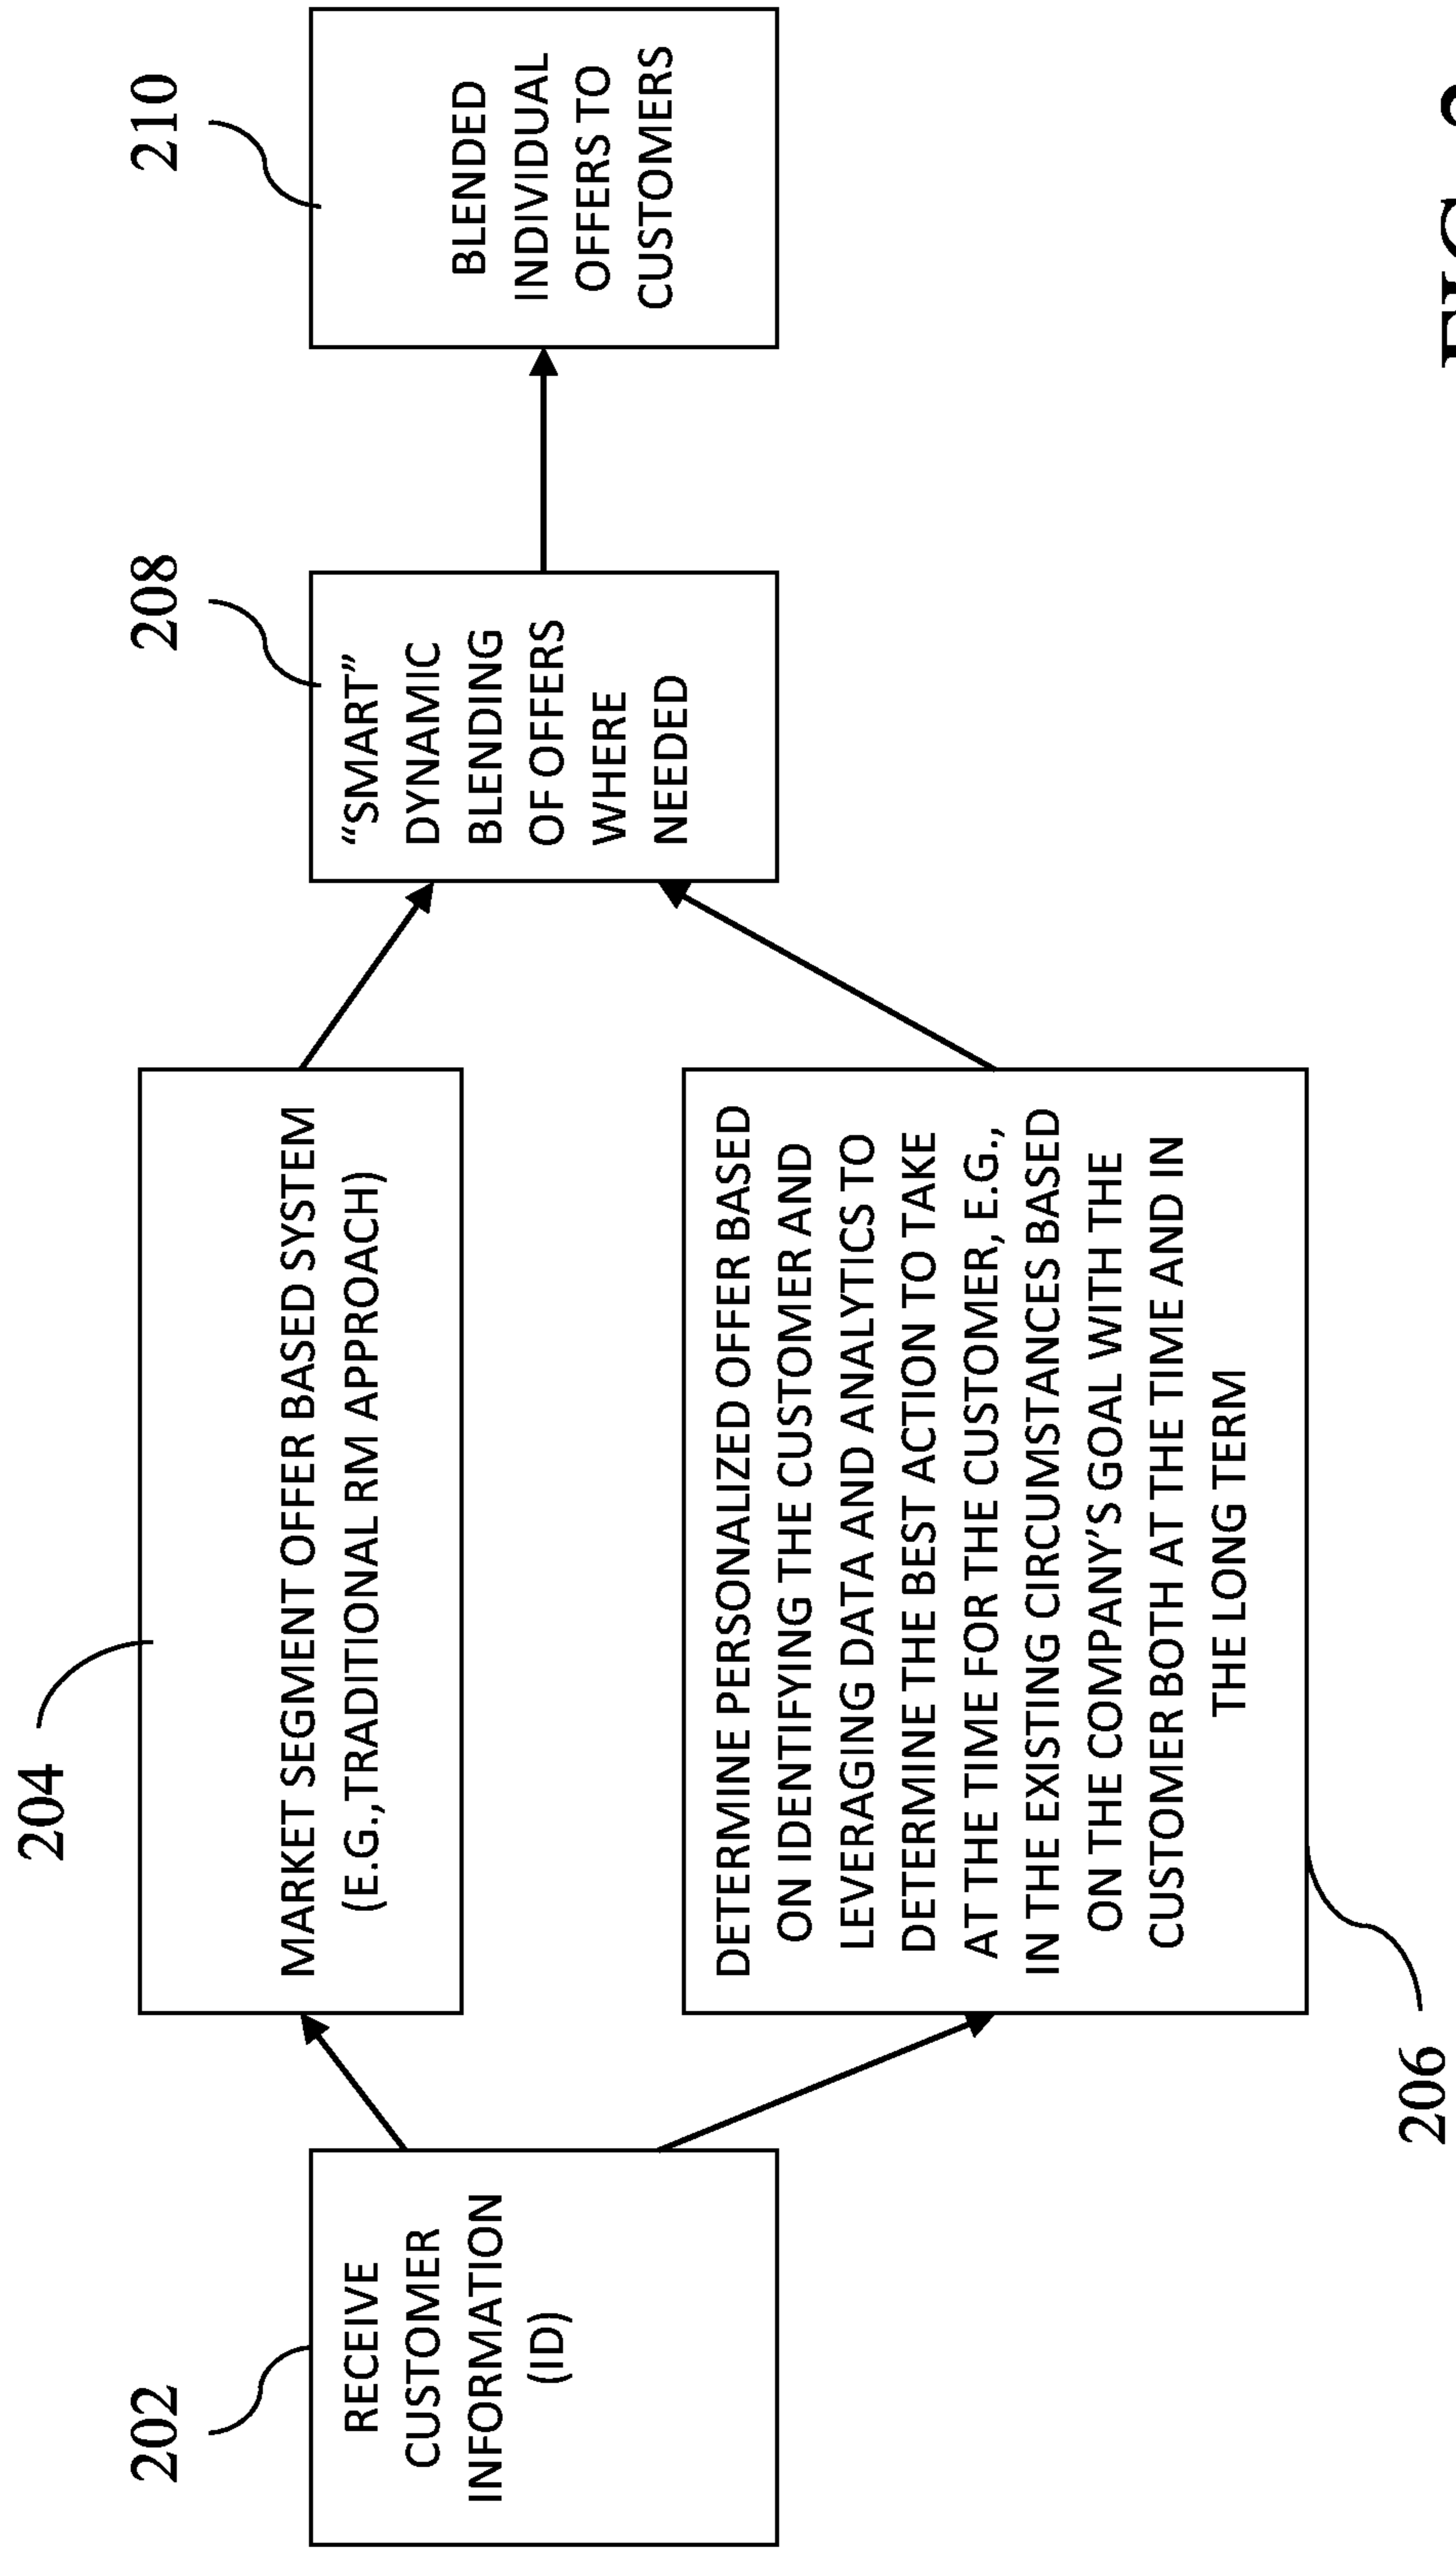 202
RECEIVE
CUSTOMER
INFORMATION
(ID)
204
MARKET SEGMENT OFFER BASED SYSTEM
(E.G.,TRADITIONAL RM APPROACH)
206
DETERMINE PERSONALIZED OFFER BASED
ON IDENTIFYING THE CUSTOMER AND
LEVERAGING DATA AND ANALYTICS TO
DETERMINE THE BEST ACTION TO TAKE
AT THE TIME FOR THE CUSTOMER, E.G.,
IN THE EXISTING CIRCUMSTANCES BASED
ON THE COMPANY’S GOAL WITH THE
CUSTOMER BOTH AT THE TIME AND IN
THE LONG TERM
208
“SMART”
DYNAMIC
BLENDING
OF OFFERS
WHERE
NEEDED
210
BLENDED
INDIVIDUAL
OFFERS TO
CUSTOMERS